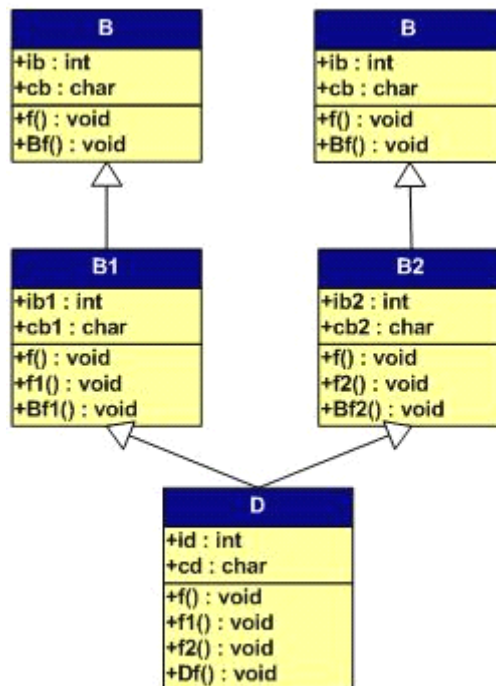 B
+ib : int
+cb : char
+f() : void
+Bf() : void
B
+ib : int
+cb : char
+f() : void
+Bf() : void
B1
+ib1 : int
+cb1 : char
+f() : void
+f1() : void
+Bf1() : void
B2
+ib2 : int
+cb2 : char
+f() : void
+f2() : void
+Bf2() : void
D
+id : int
+cd : char
+f() : void
+f1() : void
+f2() : void
+Df() : void